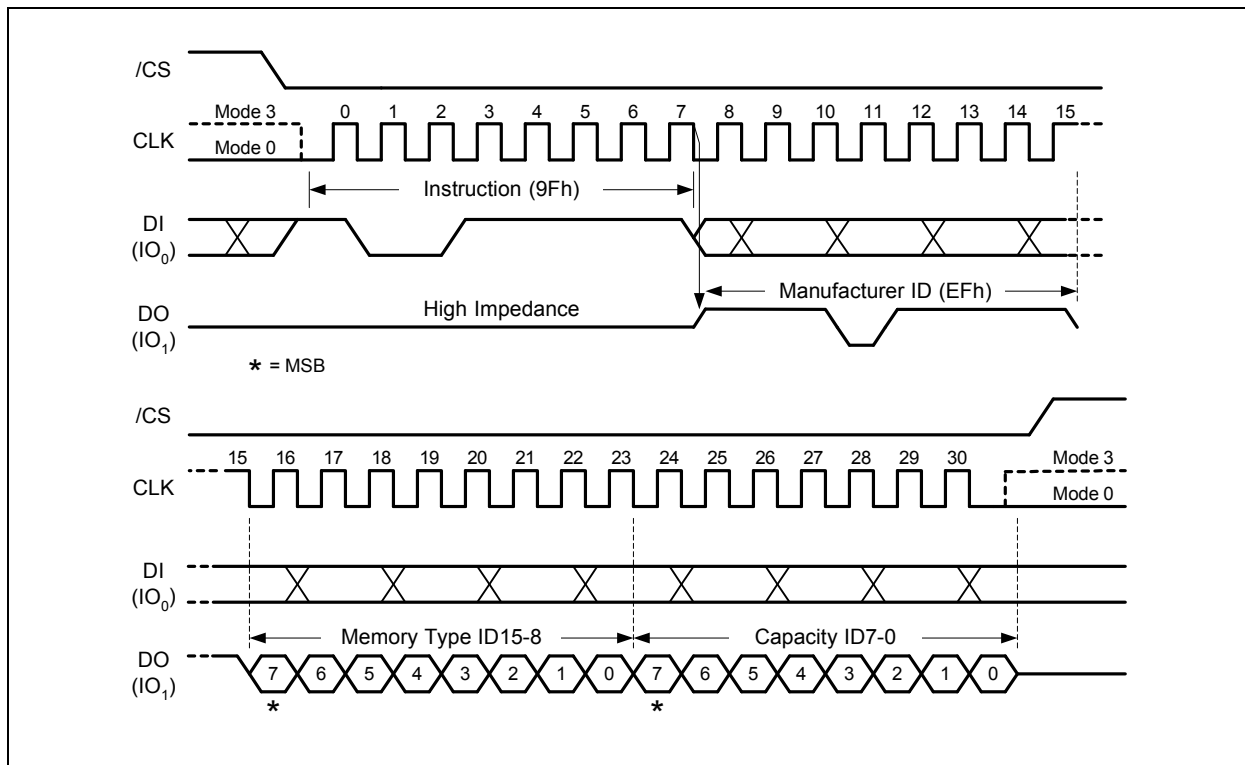 /CS
Mode 3 0 1 2 3 4 5 6 7 8 9 10 11 12 13 14 15
CLK
Mode 0
Instruction (9Fh)
DI
(IO₀)
Manufacturer ID (EFh)
High Impedance
DO
(IO₁)
* = MSB
/CS
15 16 17 18 19 20 21 22 23 24 25 26 27 28 29 30 Mode 3
CLK
Mode 0
DI
(IO₀)
Memory Type ID15-8 Capacity ID7-0
DO
(IO₁)
7 6 5 4 3 2 1 0 7 6 5 4 3 2 1 0
* *